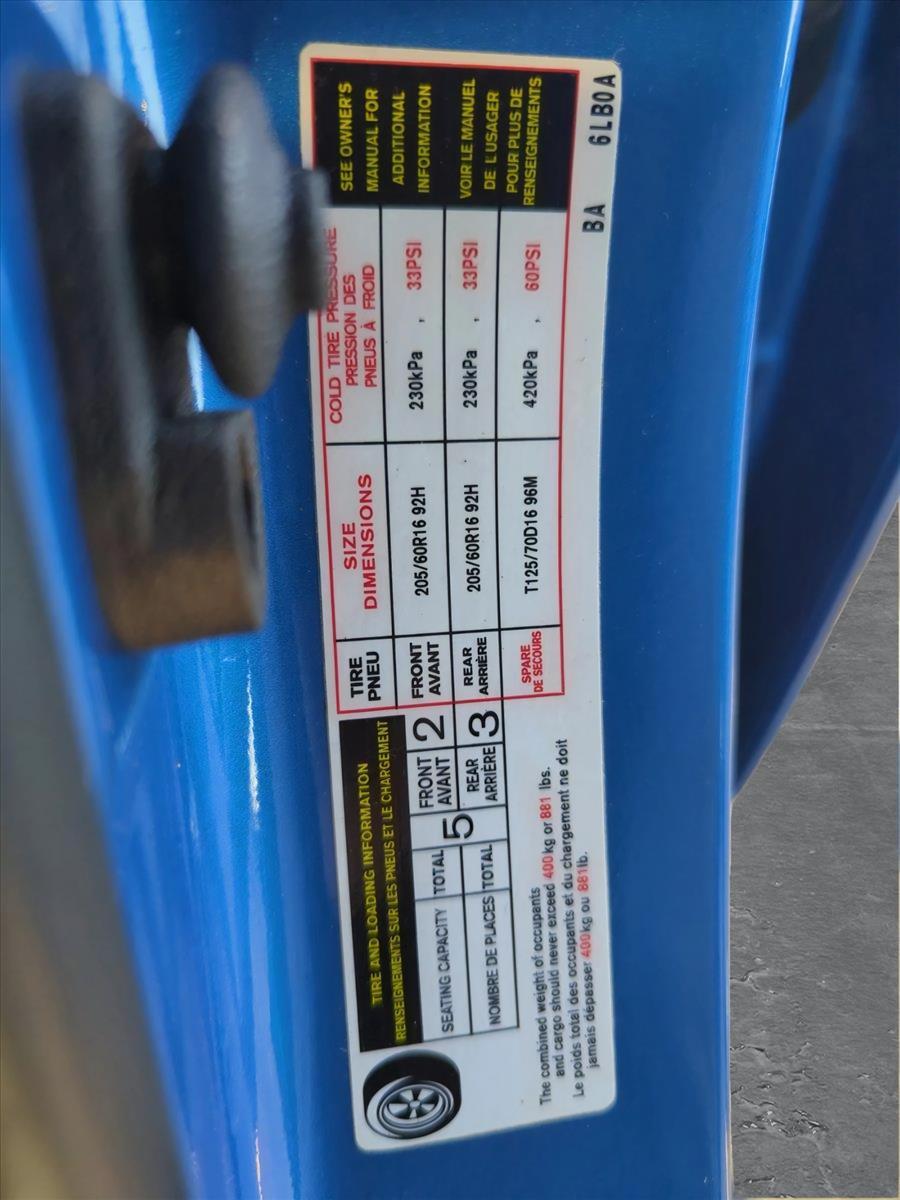 TIRE AND LOADING INFORMATION
RENSEIGNEMENTS SUR LES PNEUS ET LE CHARGEMENT
SEATING CAPACITY
NOMBRE DE PLACES
TOTAL
TOTAL
5
FRONT
AVANT
2
REAR
ARRIÈRE
3
The combined weight of occupants
and cargo should never exceed 400kg or 881 lbs.
Le poids total des occupants et du chargement ne doit
jamais dépasser 400kg ou 881lb.
TIRE
PNEU
SIZE
DIMENSIONS
COLD TIRE PRESSURE
PRESSION DES
PNEUS À FROID
FRONT
AVANT
205/60R16 92H
230kPa , 33PSI
REAR
ARRIÈRE
205/60R16 92H
230kPa , 33PSI
SPARE
DE SECOURS
T125/70D16 96M
420kPa , 60PSI
SEE OWNER'S
MANUAL FOR
ADDITIONAL
INFORMATION
VOIR LE MANUEL
DE L'USAGER
POUR PLUS DE
RENSEIGNEMENTS
BA 6LB0A